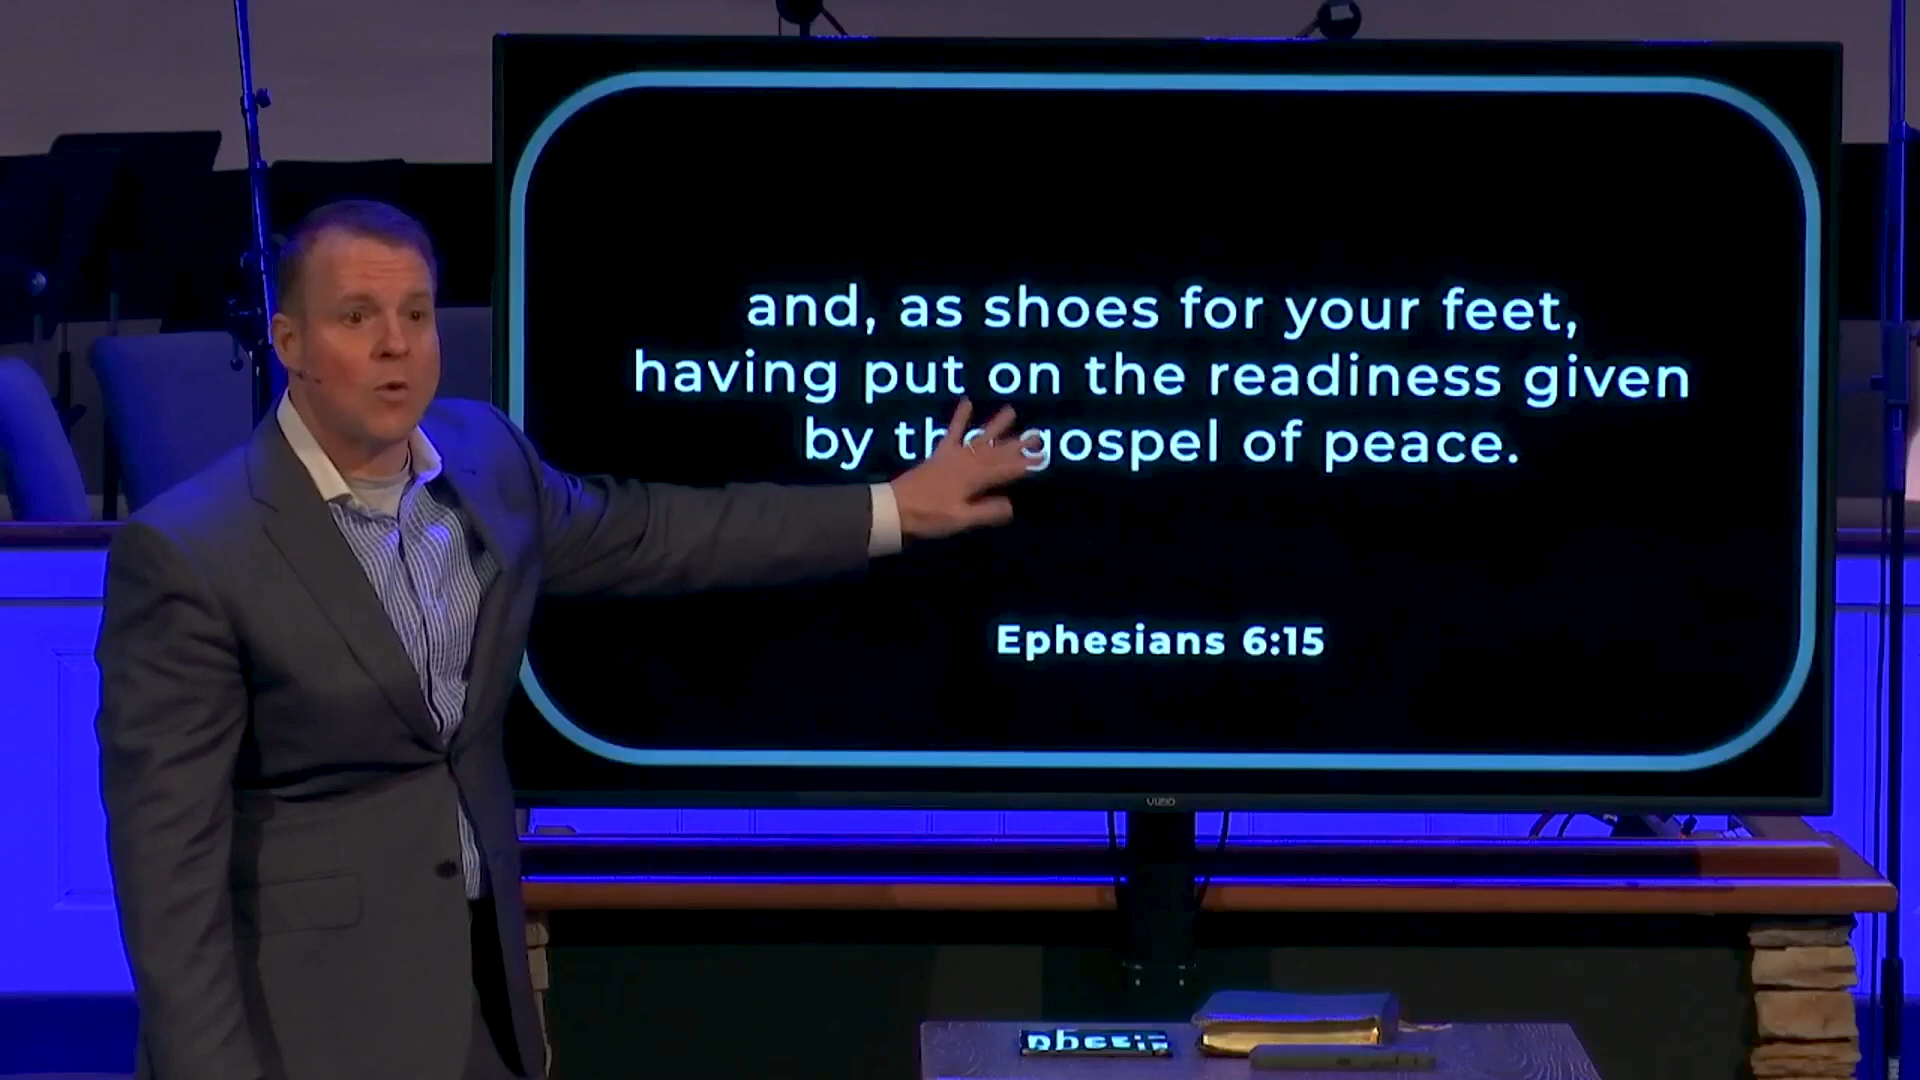 and, as shoes for your feet,
having put on the readiness given
by the gospel of peace.
Ephesians 6:15
VIZIO